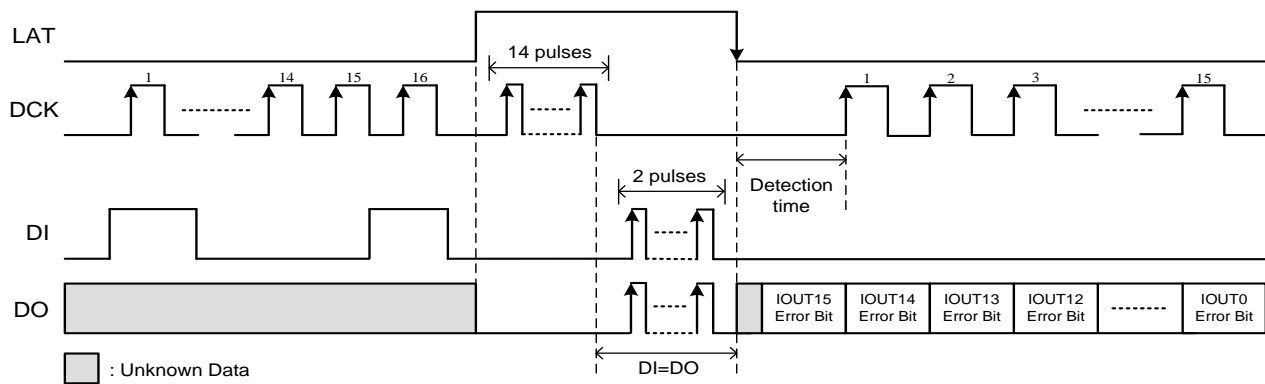 LAT
14 pulses
DCK
1 14 15 16 1 2 3 15
2 pulses
Detection
time
DI
DO
IOUT15
Error Bit
IOUT14
Error Bit
IOUT13
Error Bit
IOUT12
Error Bit
IOUT0
Error Bit
: Unknown Data
DI=DO